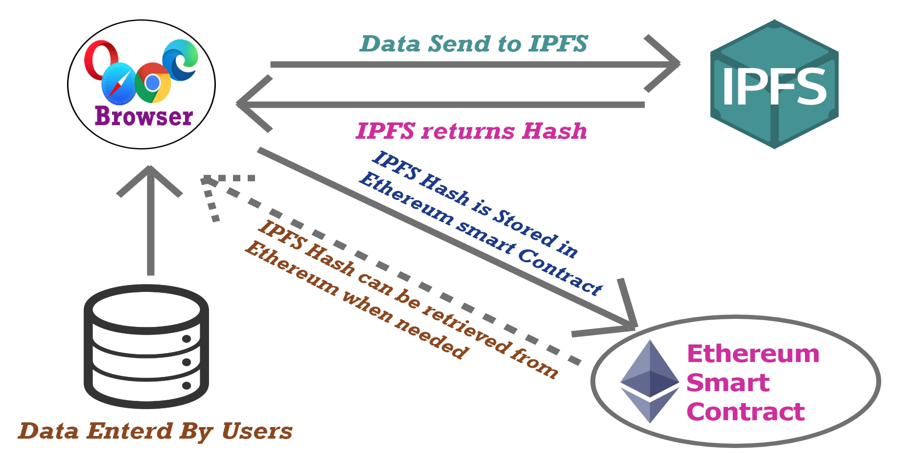 Data Send to IPFS
IPFS
Browser
IPFS returns Hash
IPFS Hash is Stored in
Ethereum smart Contract
IPFS Hash can be retrieved from
Ethereum when needed
Ethereum
Smart
Contract
Data Enterd By Users